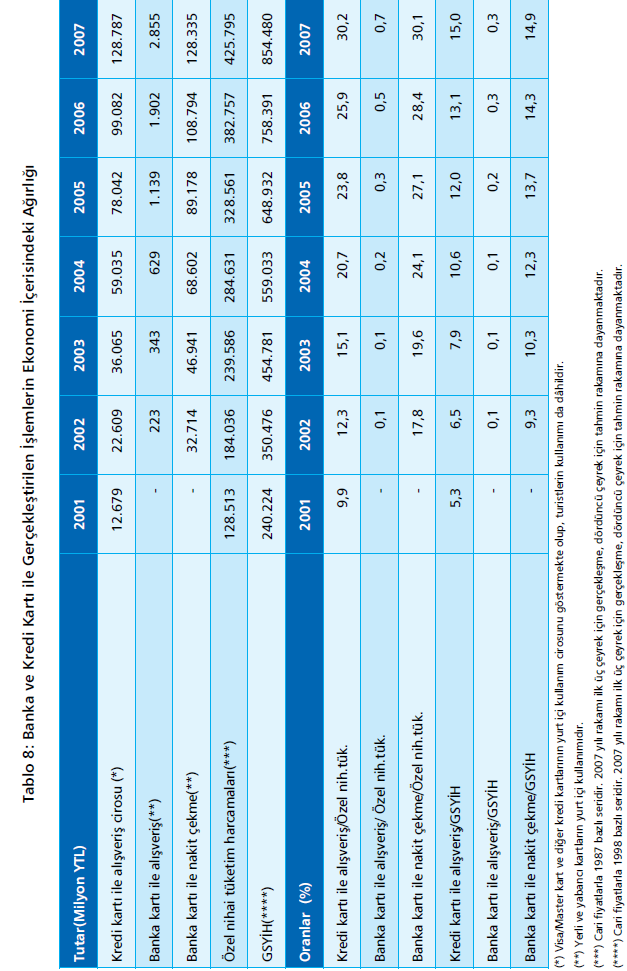 Tablo 8: Banka ve Kredi Kartı ile Gerçekleştirilen İşlemlerin Ekonomi İçerisindeki Ağırlığı
Tutar(Milyon YTL) 2001 2002 2003 2004 2005 2006 2007
Kredi kartı ile alışveriş cirosu (*) 12.679 22.609 36.065 59.035 78.042 99.082 128.787
Banka kartı ile alışveriş(**) - 223 343 629 1.139 1.902 2.855
Banka kartı ile nakit çekme(**) - 32.714 46.941 68.602 89.178 108.794 128.335
Özel nihai tüketim harcamaları(***) 128.513 184.036 239.586 284.631 328.561 382.757 425.795
GSYİH(****) 240.224 350.476 454.781 559.033 648.932 758.391 854.480
Oranlar (%) 2001 2002 2003 2004 2005 2006 2007
Kredi kartı ile alışveriş/Özel nih.tük. 9,9 12,3 15,1 20,7 23,8 25,9 30,2
Banka kartı ile alışveriş/ Özel nih.tük. - 0,1 0,1 0,2 0,3 0,5 0,7
Banka kartı ile nakit çekme/Özel nih.tük. - 17,8 19,6 24,1 27,1 28,4 30,1
Kredi kartı ile alışveriş/GSYİH 5,3 6,5 7,9 10,6 12,0 13,1 15,0
Banka kartı ile alışveriş/GSYİH - 0,1 0,1 0,1 0,2 0,3 0,3
Banka kartı ile nakit çekme/GSYİH - 9,3 10,3 12,3 13,7 14,3 14,9
(*) Visa/Master kart ve diğer kredi kartlarının yurt içi kullanım cirosunu göstermekte olup, turistlerin kullanımı da dâhildir.
(**) Yerli ve yabancı kartların yurt içi kullanımıdır.
(***) Cari fiyatlarla 1987 bazlı seridir. 2007 yılı rakamı ilk üç çeyrek için gerçekleşme, dördüncü çeyrek için tahmin rakamına dayanmaktadır.
(****) Cari fiyatlarla 1998 bazlı seridir. 2007 yılı rakamı ilk üç çeyrek için gerçekleşme, dördüncü çeyrek için tahmin rakamına dayanmaktadır.